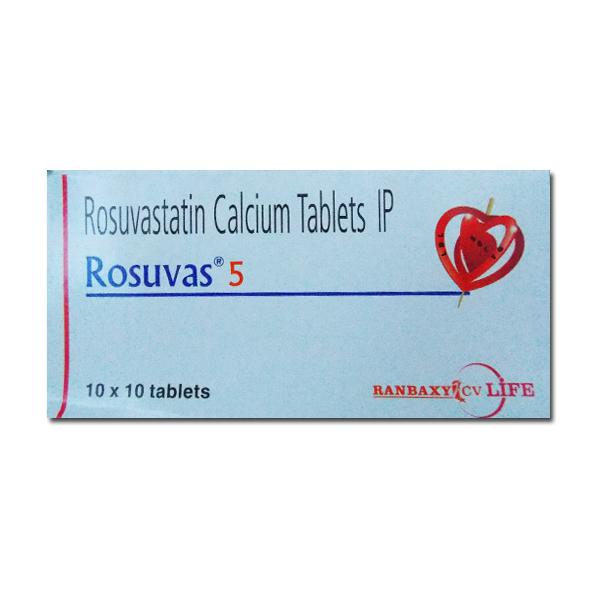 Rosuvastatin Calcium Tablets IP
Rosuvas® 5
10 x 10 tablets
RANBAXY CV LiFE